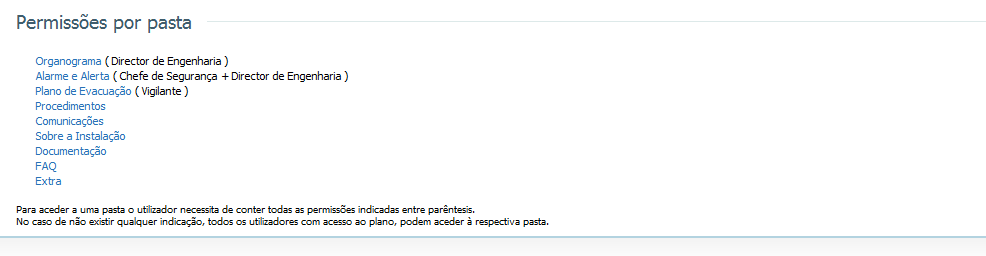 Permissões por pasta
Organograma ( Director de Engenharia )
Alarme e Alerta ( Chefe de Segurança + Director de Engenharia )
Plano de Evacuação ( Vigilante )
Procedimentos
Comunicações
Sobre a Instalação
Documentação
FAQ
Extra
Para aceder a uma pasta o utilizador necessita de conter todas as permissões indicadas entre parêntesis.
No caso de não existir qualquer indicação, todos os utilizadores com acesso ao plano, podem aceder à respectiva pasta.